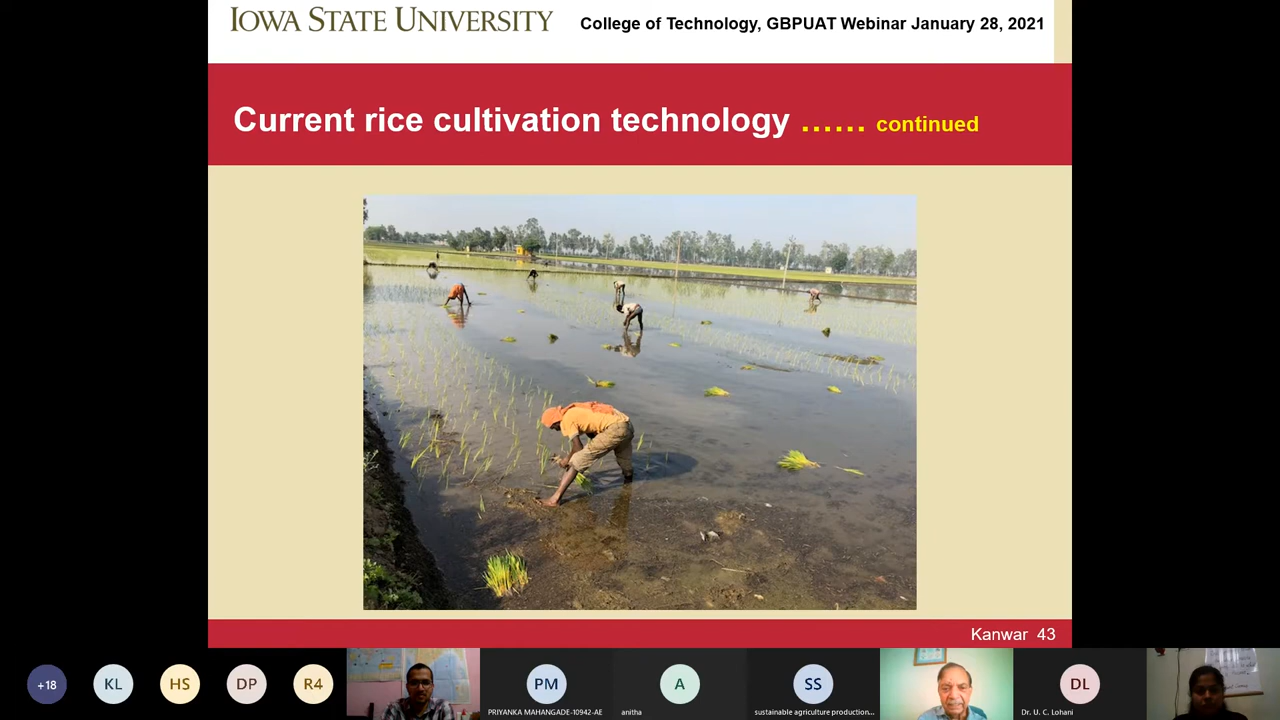 IOWA STATE UNIVERSITY
College of Technology, GBPUAT Webinar January 28, 2021
Current rice cultivation technology ...... continued
Kanwar 43
+18
KL
HS
DP
R4
PM
PRIYANKA MAHANGADE-10942-AE
A
anitha
SS
sustainable agriculture production...
DL
Dr. U. C. Lohani